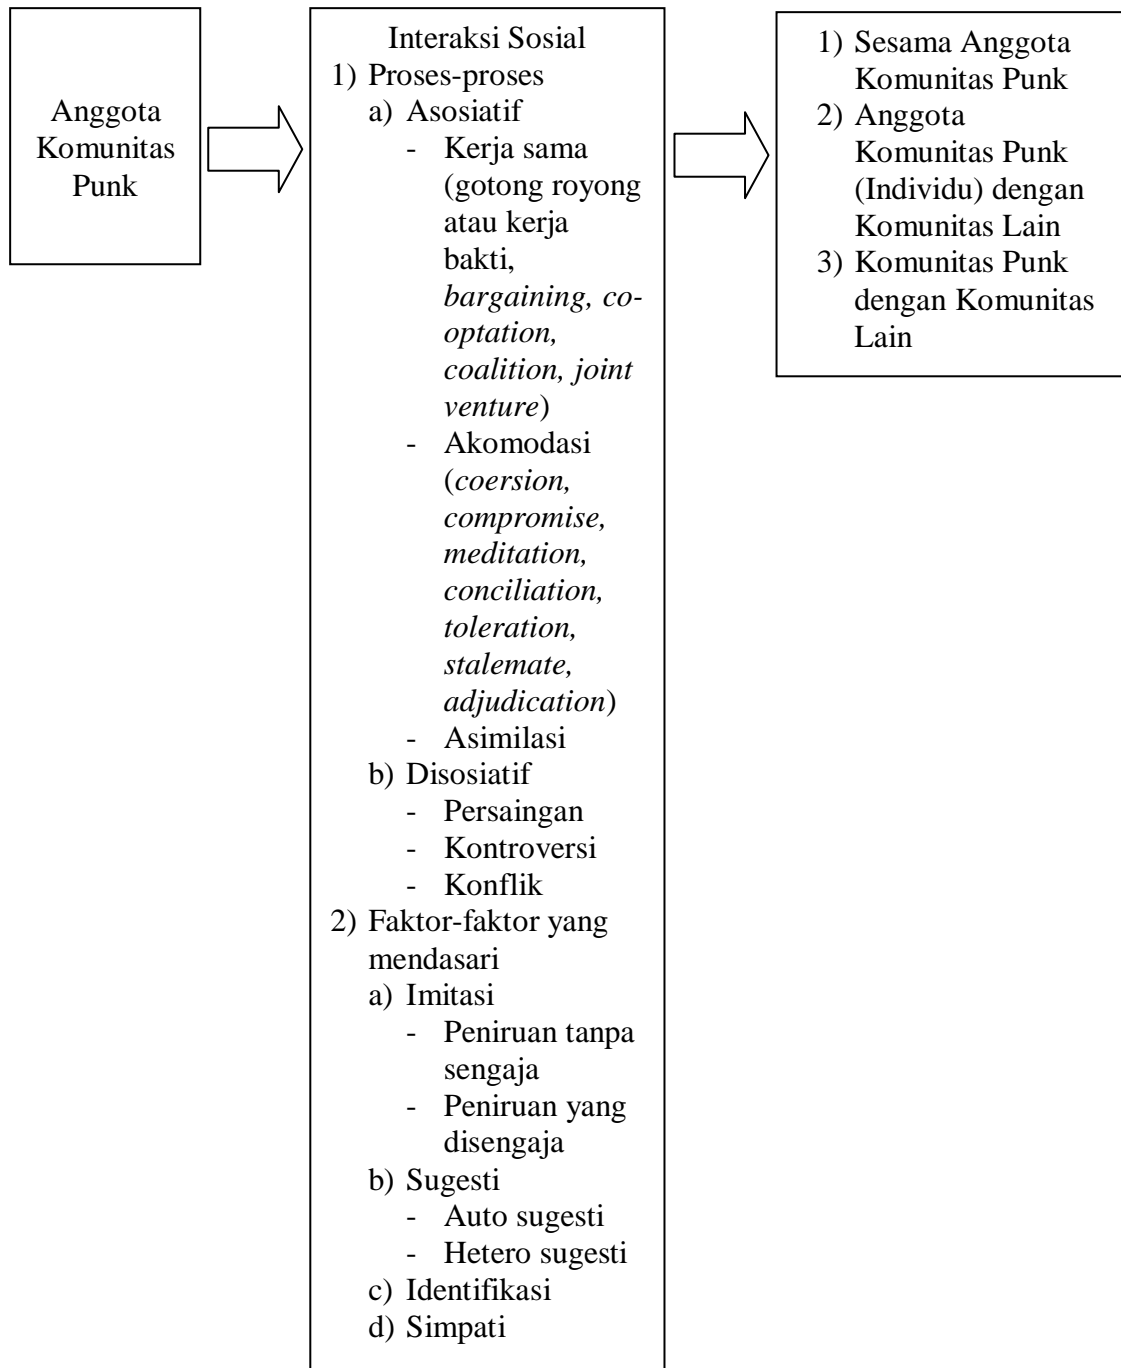 Anggota
Komunitas
Punk
Interaksi Sosial
1) Proses-proses
a) Asosiatif
- Kerja sama
(gotong royong
atau kerja
bakti,
bargaining, co-
optation,
coalition, joint
venture)
- Akomodasi
(coersion,
compromise,
meditation,
conciliation,
toleration,
stalemate,
adjudication)
- Asimilasi
b) Disosiatif
- Persaingan
- Kontroversi
- Konflik
2) Faktor-faktor yang
mendasari
a) Imitasi
- Peniruan tanpa
sengaja
- Peniruan yang
disengaja
b) Sugesti
- Auto sugesti
- Hetero sugesti
c) Identifikasi
d) Simpati
1) Sesama Anggota
Komunitas Punk
2) Anggota
Komunitas Punk
(Individu) dengan
Komunitas Lain
3) Komunitas Punk
dengan Komunitas
Lain